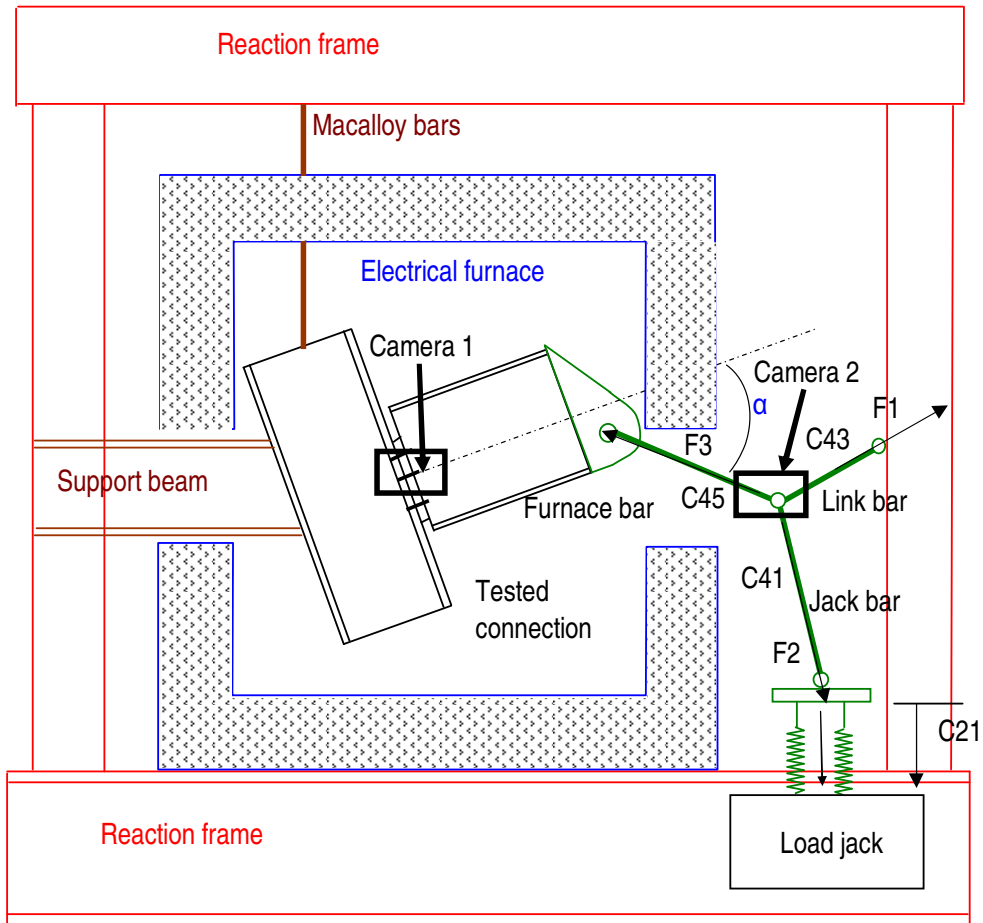 Reaction frame
Macalloy bars
Electrical furnace
Camera 1
Camera 2
α
F1
C43
F3
Support beam
C45
Link bar
Furnace bar
C41
Tested
connection
Jack bar
F2
C21
Reaction frame
Load jack